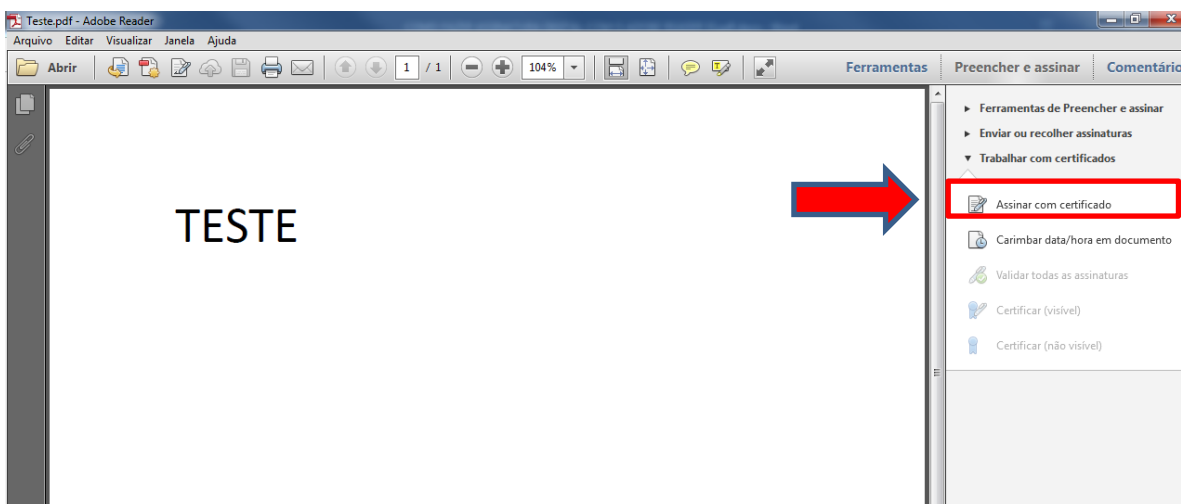 Teste.pdf - Adobe Reader
Arquivo Editar Visualizar Janela Ajuda
Abrir 1 / 1 104% Ferramentas Preencher e assinar Comentário
Ferramentas de Preencher e assinar
Enviar ou recolher assinaturas
Trabalhar com certificados
Assinar com certificado
TESTE
Carimbar data/hora em documento
Validar todas as assinaturas
Certificar (visível)
Certificar (não visível)